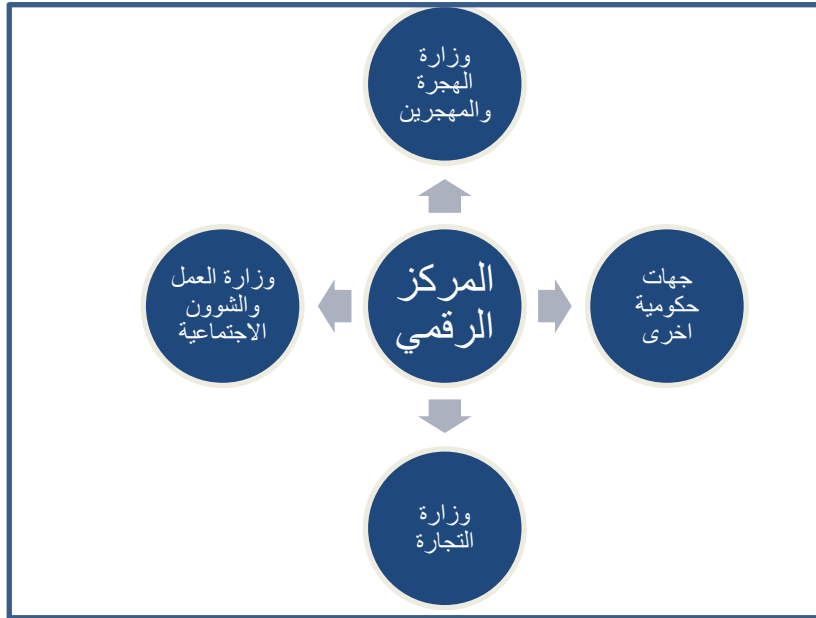 وزارة
الهجرة
والمهجرين
جهات
حكومية
اخرى
المركز
الرقمي
وزارة العمل
والشوون
الاجتماعية
وزارة
التجارة